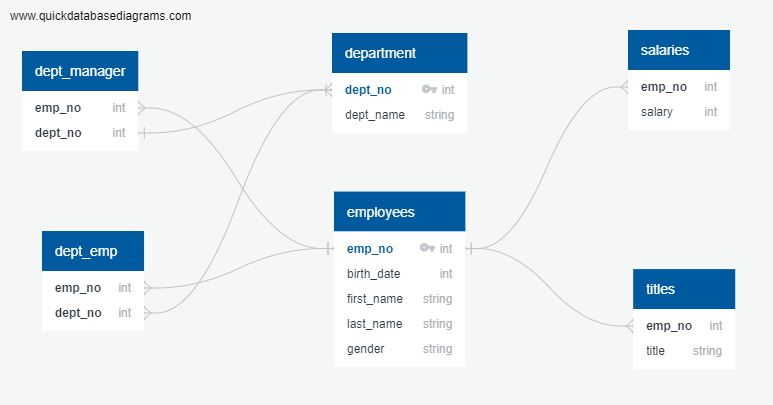 www.quickdatabasediagrams.com
dept_manager
emp_no int
dept_no int
department
dept_no int
dept_name string
salaries
emp_no int
salary int
dept_emp
emp_no int
dept_no int
employees
emp_no int
birth_date int
first_name string
last_name string
gender string
titles
emp_no int
title string